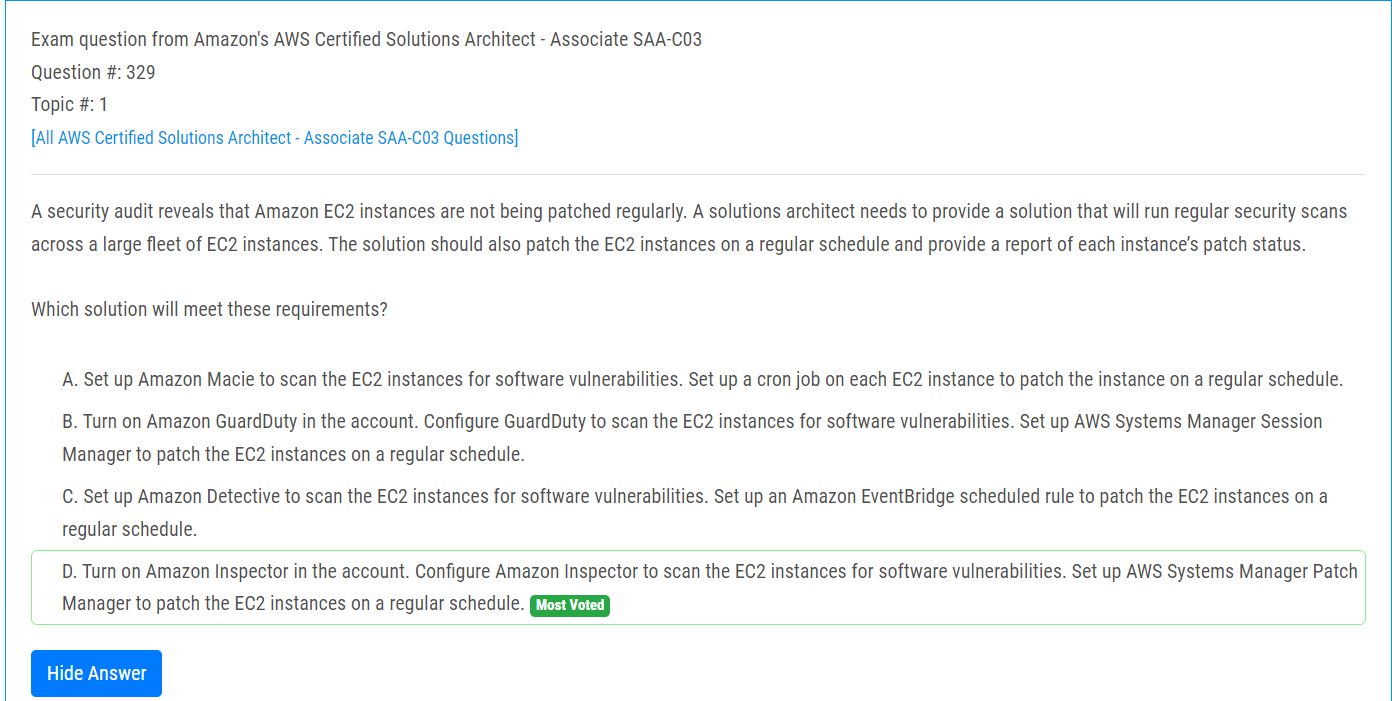 Exam question from Amazon's AWS Certified Solutions Architect - Associate SAA-C03
Question #: 329
Topic #: 1
[All AWS Certified Solutions Architect - Associate SAA-C03 Questions]
A security audit reveals that Amazon EC2 instances are not being patched regularly. A solutions architect needs to provide a solution that will run regular security scans
across a large fleet of EC2 instances. The solution should also patch the EC2 instances on a regular schedule and provide a report of each instance’s patch status.
Which solution will meet these requirements?
A. Set up Amazon Macie to scan the EC2 instances for software vulnerabilities. Set up a cron job on each EC2 instance to patch the instance on a regular schedule.
B. Turn on Amazon GuardDuty in the account. Configure GuardDuty to scan the EC2 instances for software vulnerabilities. Set up AWS Systems Manager Session
Manager to patch the EC2 instances on a regular schedule.
C. Set up Amazon Detective to scan the EC2 instances for software vulnerabilities. Set up an Amazon EventBridge scheduled rule to patch the EC2 instances on a
regular schedule.
D. Turn on Amazon Inspector in the account. Configure Amazon Inspector to scan the EC2 instances for software vulnerabilities. Set up AWS Systems Manager Patch
Manager to patch the EC2 instances on a regular schedule. Most Voted
Hide Answer